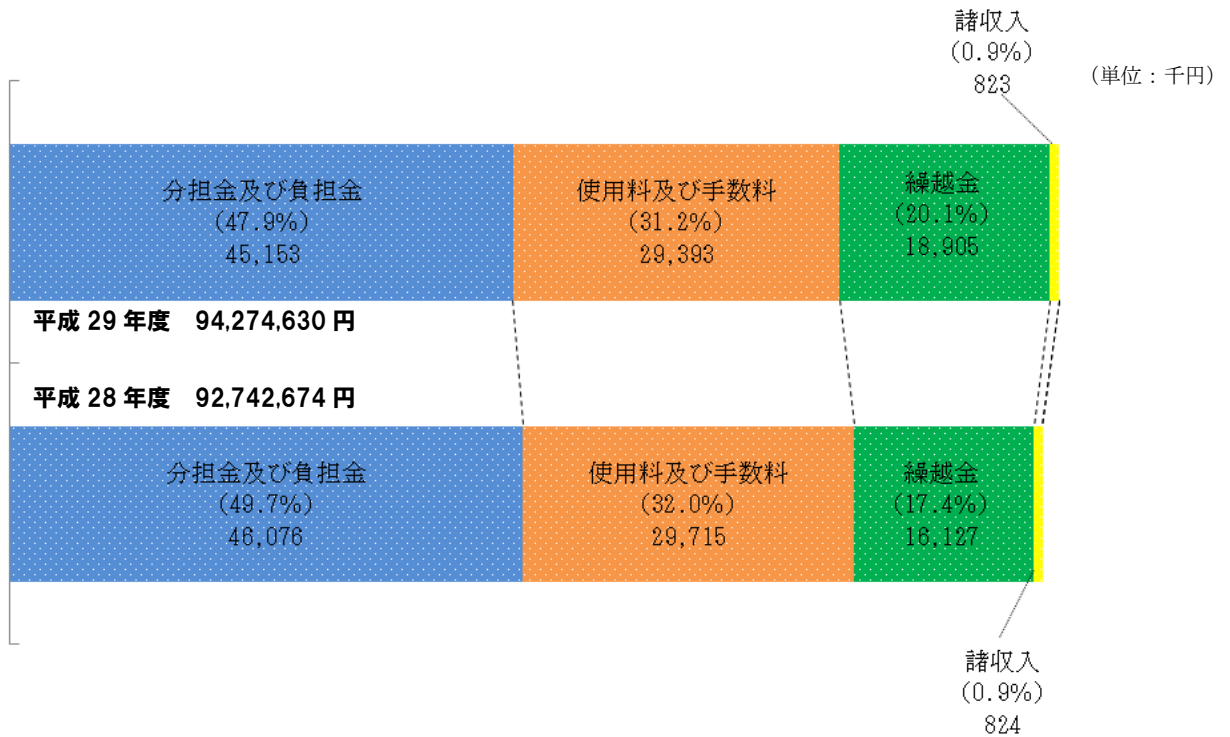 諸収入
(0.9%)
823
（単位：千円）
分担金及び負担金
(47.9%)
45,153
使用料及び手数料
(31.2%)
29,393
繰越金
(20.1%)
18,905
平成 29 年度　94,274,630 円
平成 28 年度　92,742,674 円
分担金及び負担金
(49.7%)
46,076
使用料及び手数料
(32.0%)
29,715
繰越金
(17.4%)
16,127
諸収入
(0.9%)
824